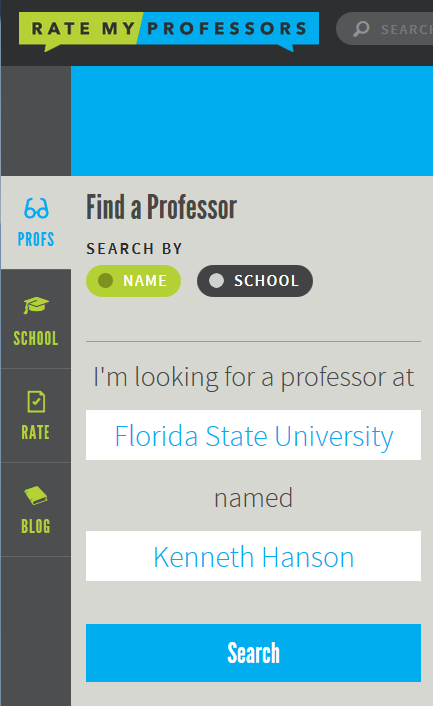 RATE MY PROFESSORS
SEARCH
Find a Professor
PROFS
SEARCH BY
NAME
SCHOOL
SCHOOL
I'm looking for a professor at
RATE
Florida State University
named
BLOG
Kenneth Hanson
Search